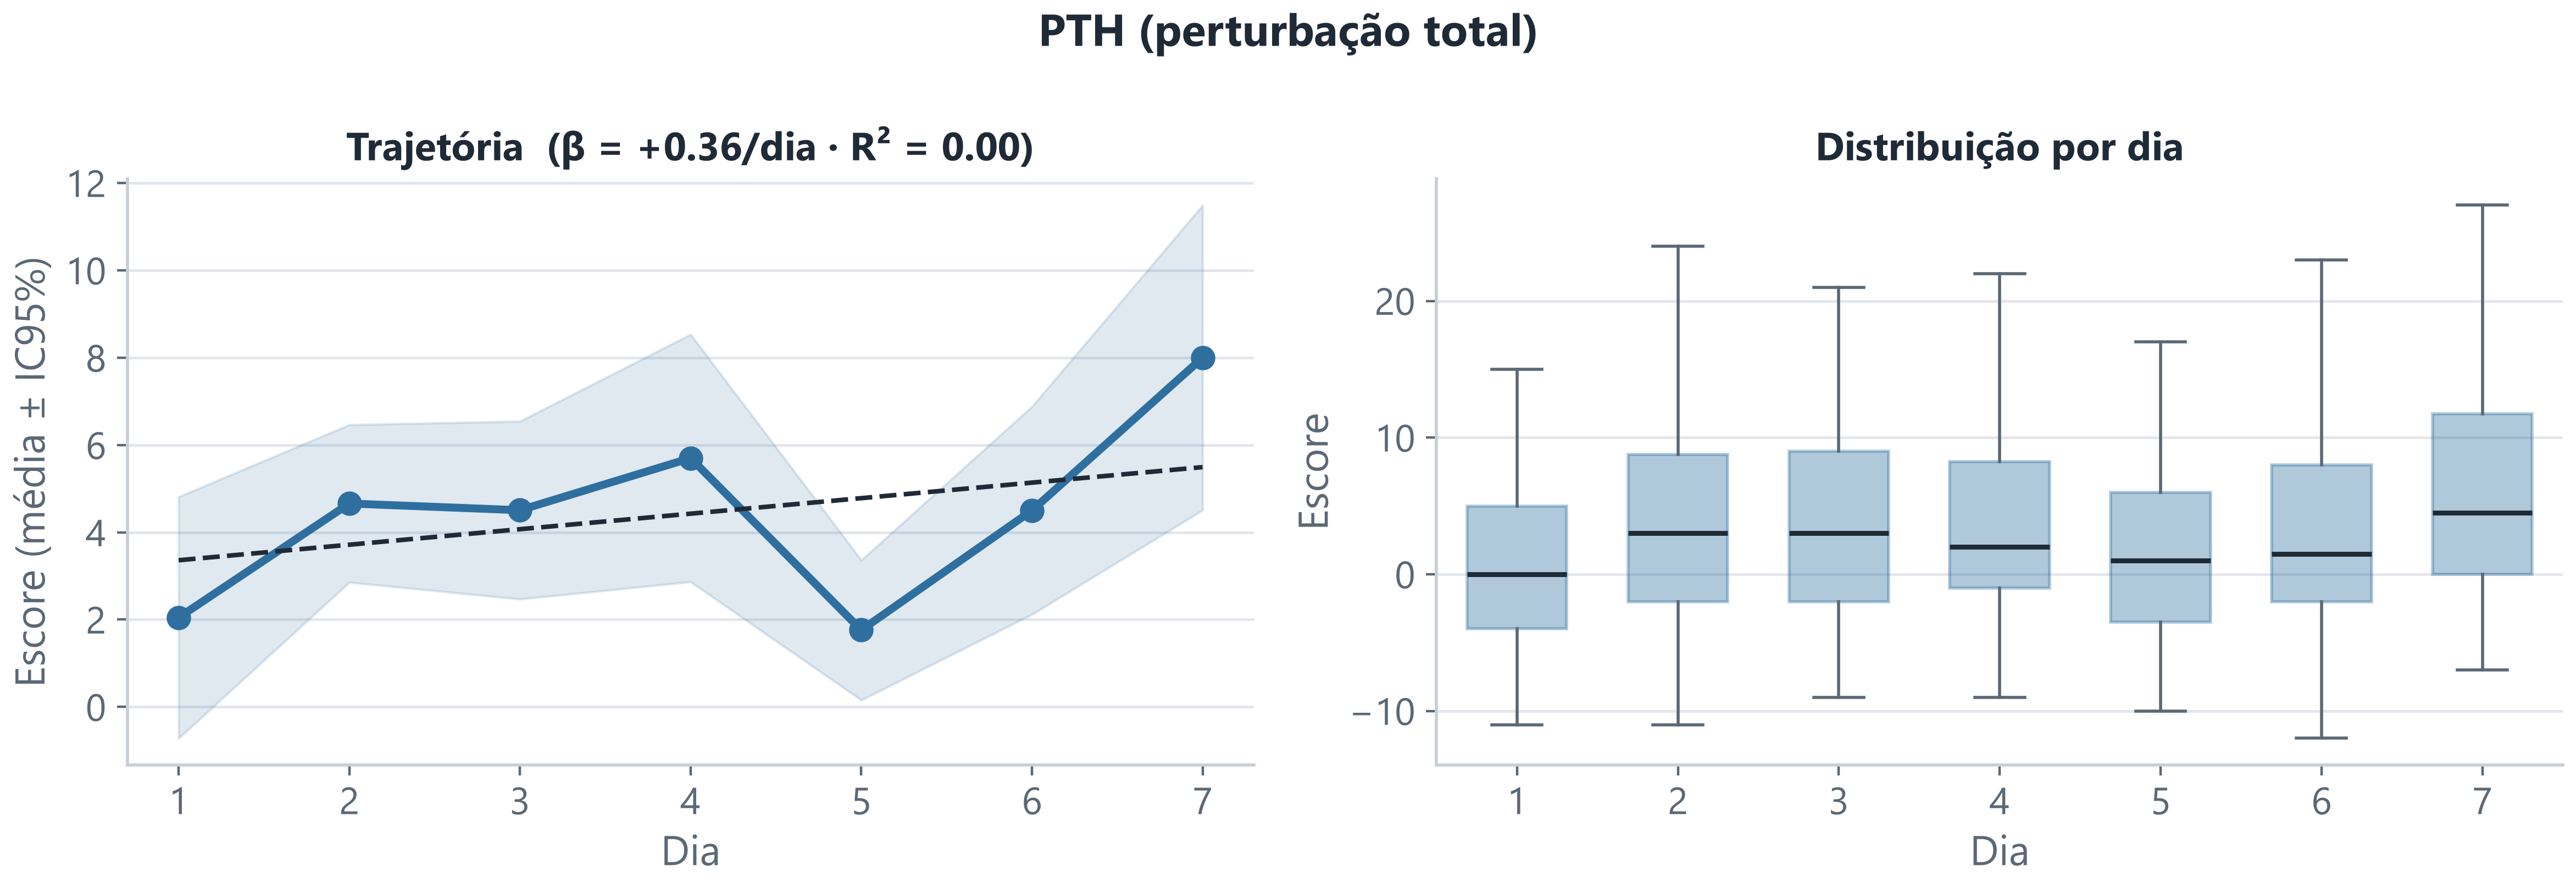 PTH (perturbação total)
Trajetória (β = +0.36/dia · R² = 0.00)
Escore (média ± IC95%)
12
10
8
6
4
2
0
1 2 3 4 5 6 7
Dia
Distribuição por dia
Escore
20
10
0
−10
1 2 3 4 5 6 7
Dia